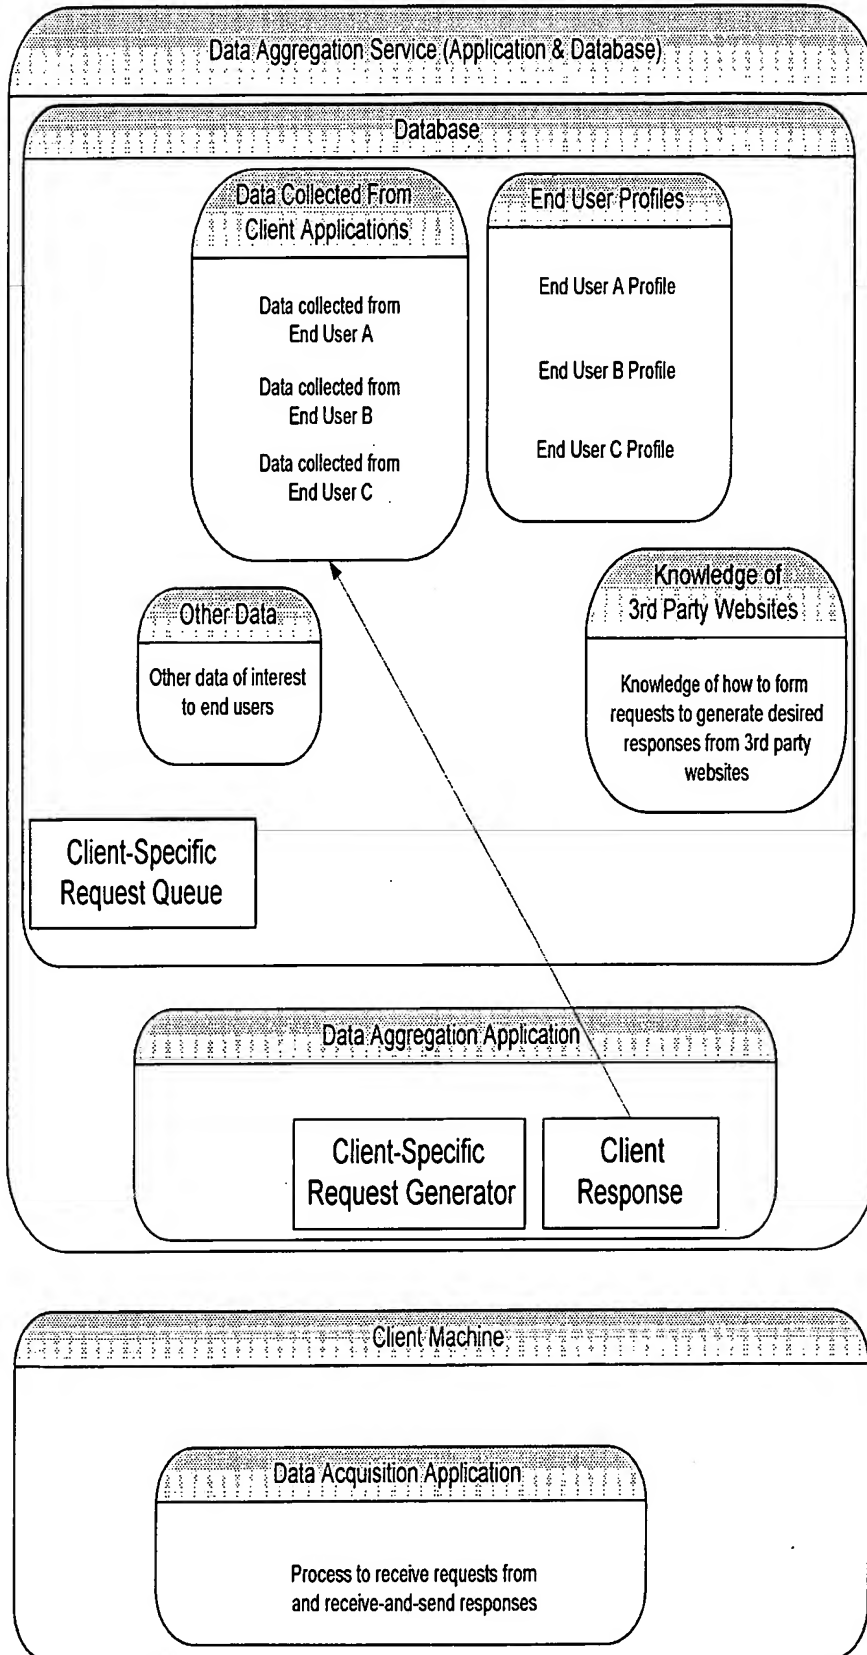 Data Aggregation Service (Application & Database)
Database
Data Collected From
Client Applications
Data collected from
End User A
Data collected from
End User B
Data collected from
End User C
End User Profiles
End User A Profile
End User B Profile
End User C Profile
Other Data
Other data of interest
to end users
Knowledge of
3rd Party Websites
Knowledge of how to form
requests to generate desired
responses from 3rd party
websites
Client-Specific
Request Queue
Data Aggregation Application
Client-Specific
Request Generator
Client
Response
Client Machine
Data Acquisition Application
Process to receive requests from
and receive-and-send responses